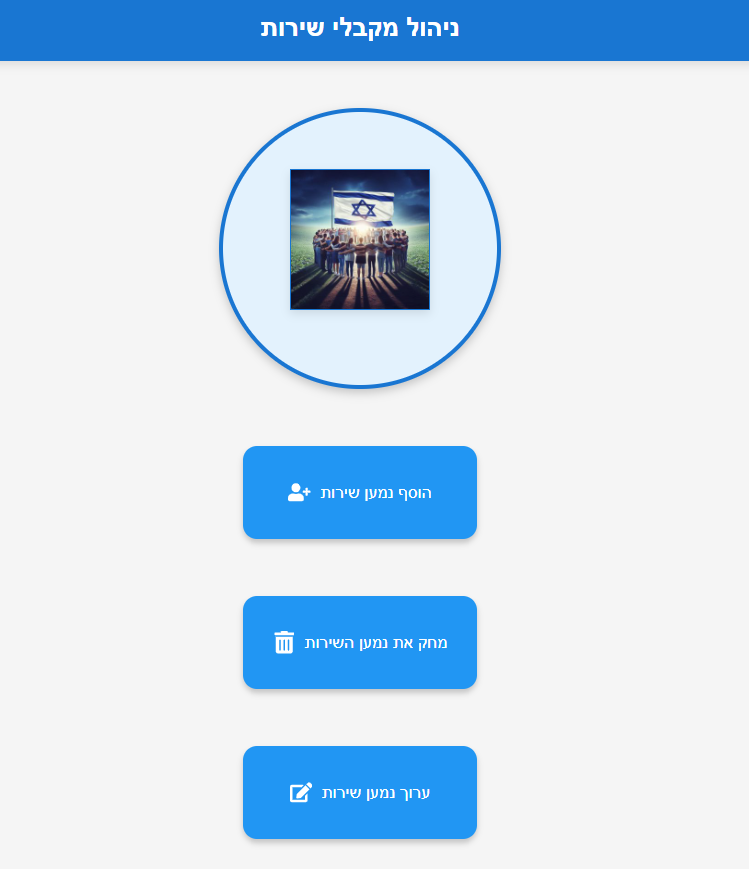 ניהול מקבלי שירות
הוסף נמען שירות
מחק את נמען השירות
ערוך נמען שירות